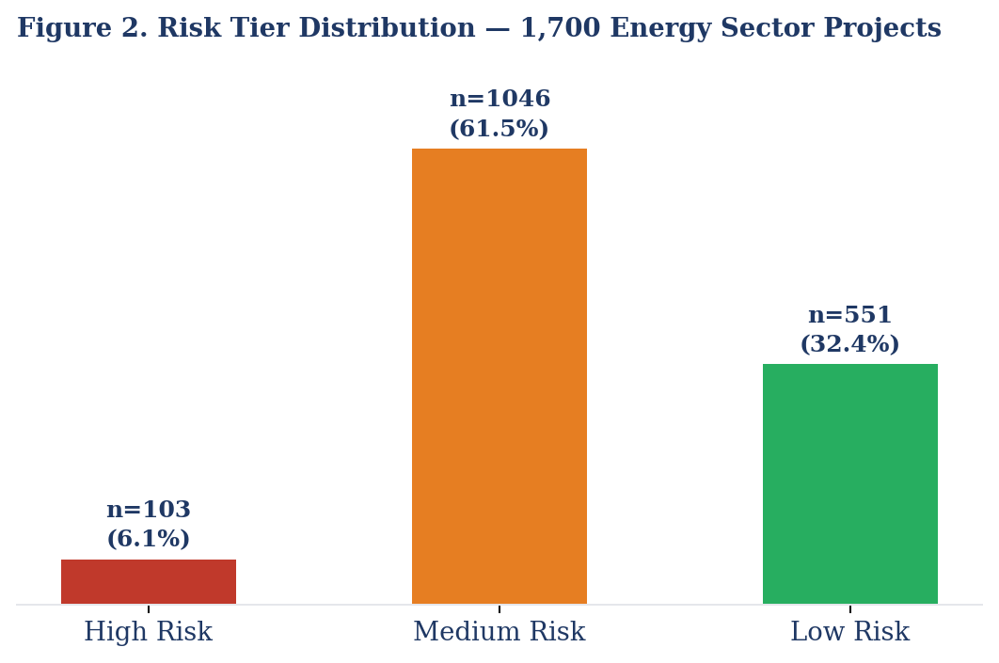 Figure 2. Risk Tier Distribution — 1,700 Energy Sector Projects
n=1046
(61.5%)
n=551
(32.4%)
n=103
(6.1%)
High Risk
Medium Risk
Low Risk